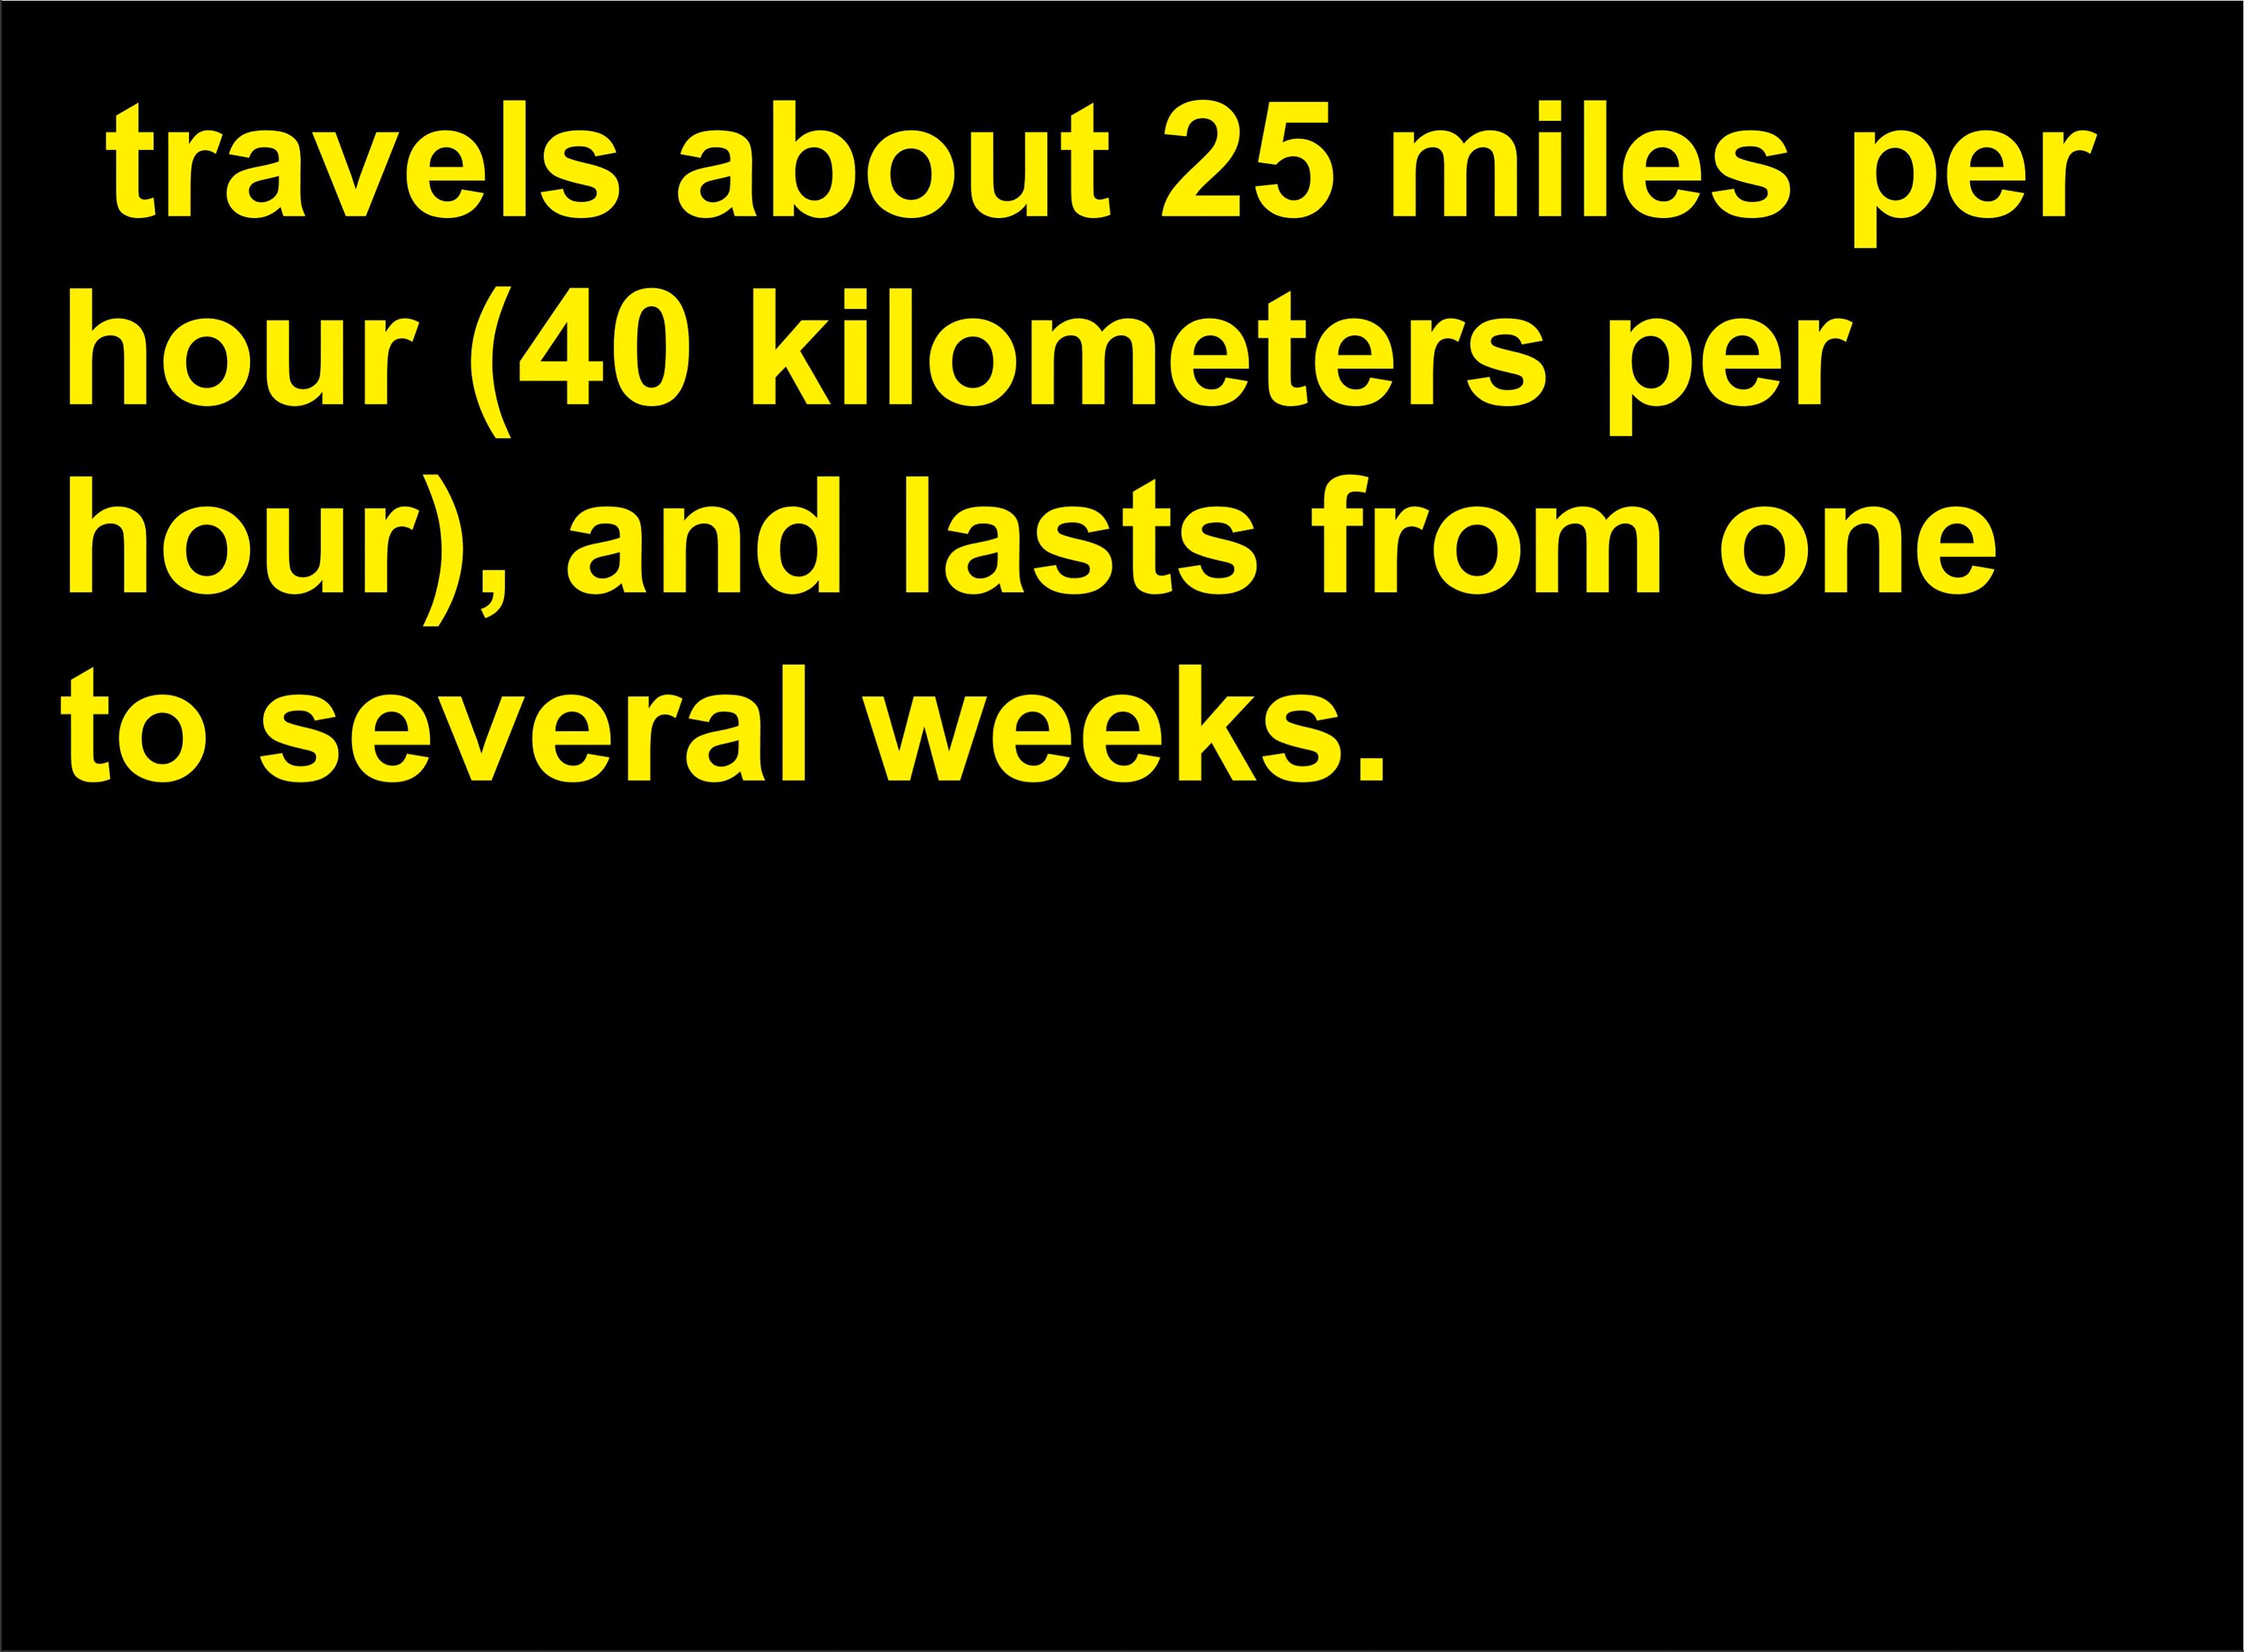 travels about 25 miles per
hour (40 kilometers per
hour), and lasts from one
to several weeks.